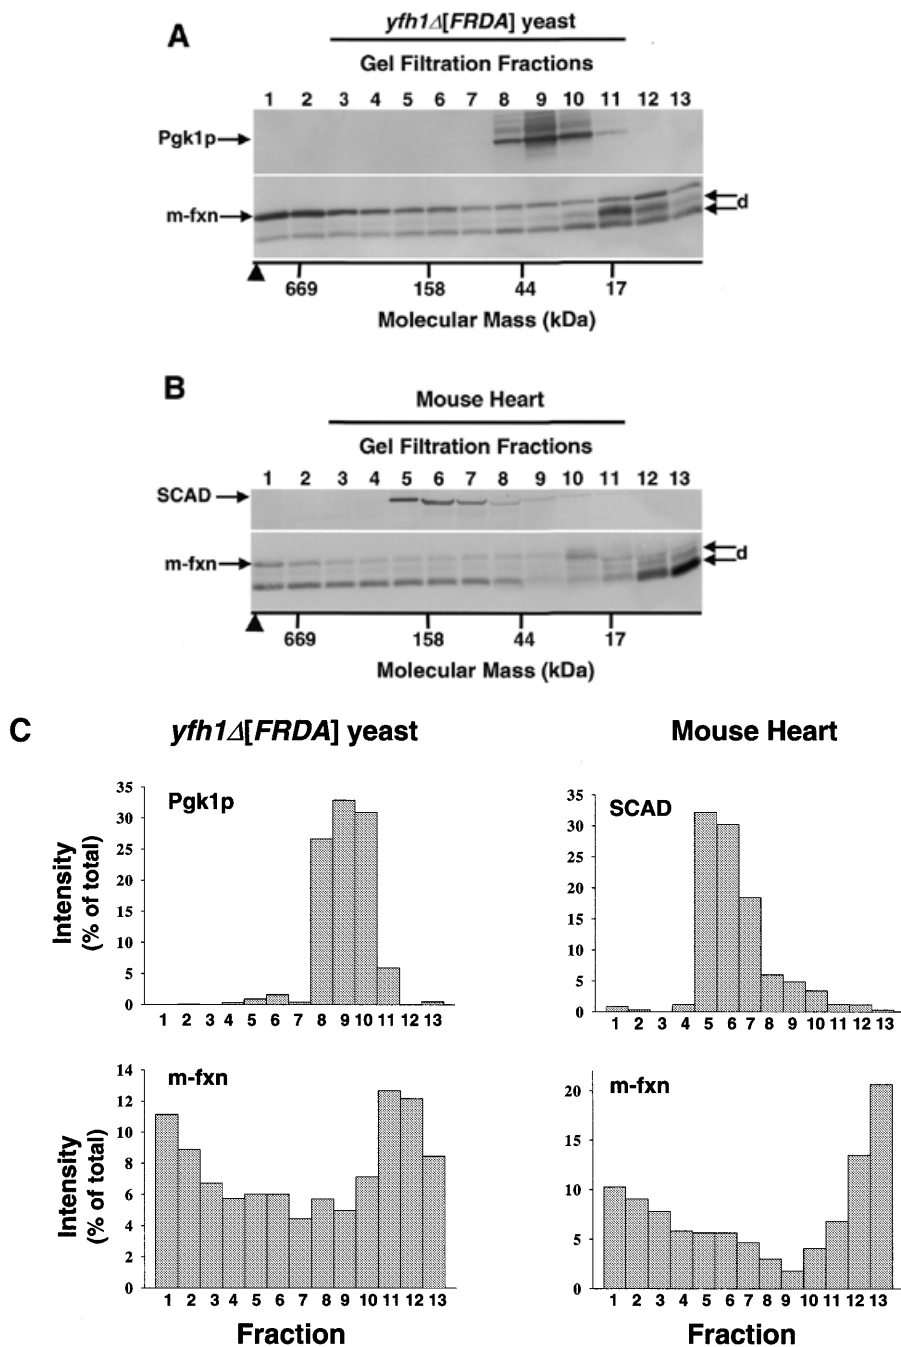 A
yfh1Δ[FRDA] yeast
Gel Filtration Fractions
1 2 3 4 5 6 7 8 9 10 11 12 13
Pgk1p
m-fxn
d
669 158 44 17
Molecular Mass (kDa)
B
Mouse Heart
Gel Filtration Fractions
1 2 3 4 5 6 7 8 9 10 11 12 13
SCAD
m-fxn
d
669 158 44 17
Molecular Mass (kDa)
C
yfh1Δ[FRDA] yeast
Mouse Heart
Pgk1p
Intensity
(% of total)
35
30
25
20
15
10
5
0
1 2 3 4 5 6 7 8 9 10 11 12 13
SCAD
35
30
25
20
15
10
5
0
1 2 3 4 5 6 7 8 9 10 11 12 13
m-fxn
Intensity
(% of total)
14
12
10
8
6
4
2
0
1 2 3 4 5 6 7 8 9 10 11 12 13
Fraction
m-fxn
20
15
10
5
0
1 2 3 4 5 6 7 8 9 10 11 12 13
Fraction